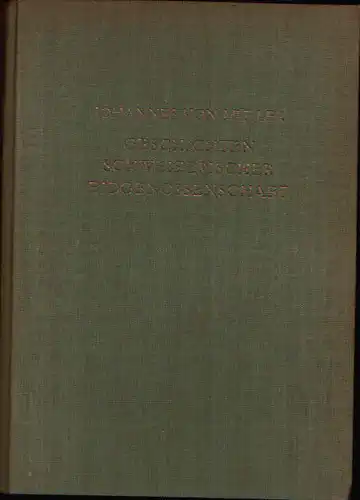 JOHANNES VON MÜLLER
GESCHICHTEN
SCHWEIZERISCHER
EIDGENOSSENSCHAFT